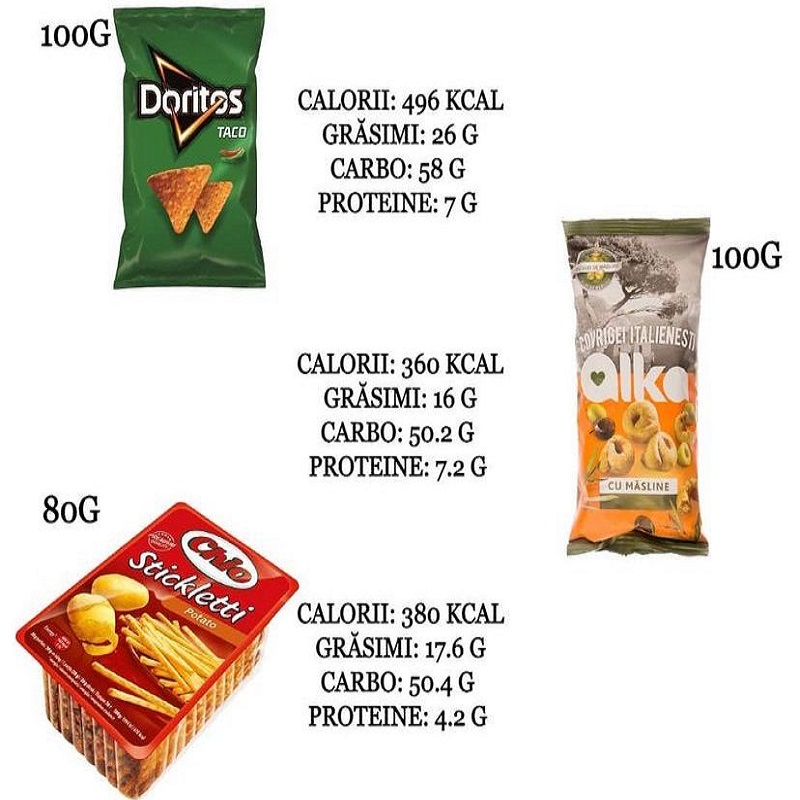 100G
Doritos
TACO
CALORII: 496 KCAL
GRĂSIMI: 26 G
CARBO: 58 G
PROTEINE: 7 G
100G
COVRIGEI ITALIENEȘTI
alka
CU MĂSLINE
CALORII: 360 KCAL
GRĂSIMI: 16 G
CARBO: 50.2 G
PROTEINE: 7.2 G
80G
Chio
Stickletti
Potato
CALORII: 380 KCAL
GRĂSIMI: 17.6 G
CARBO: 50.4 G
PROTEINE: 4.2 G